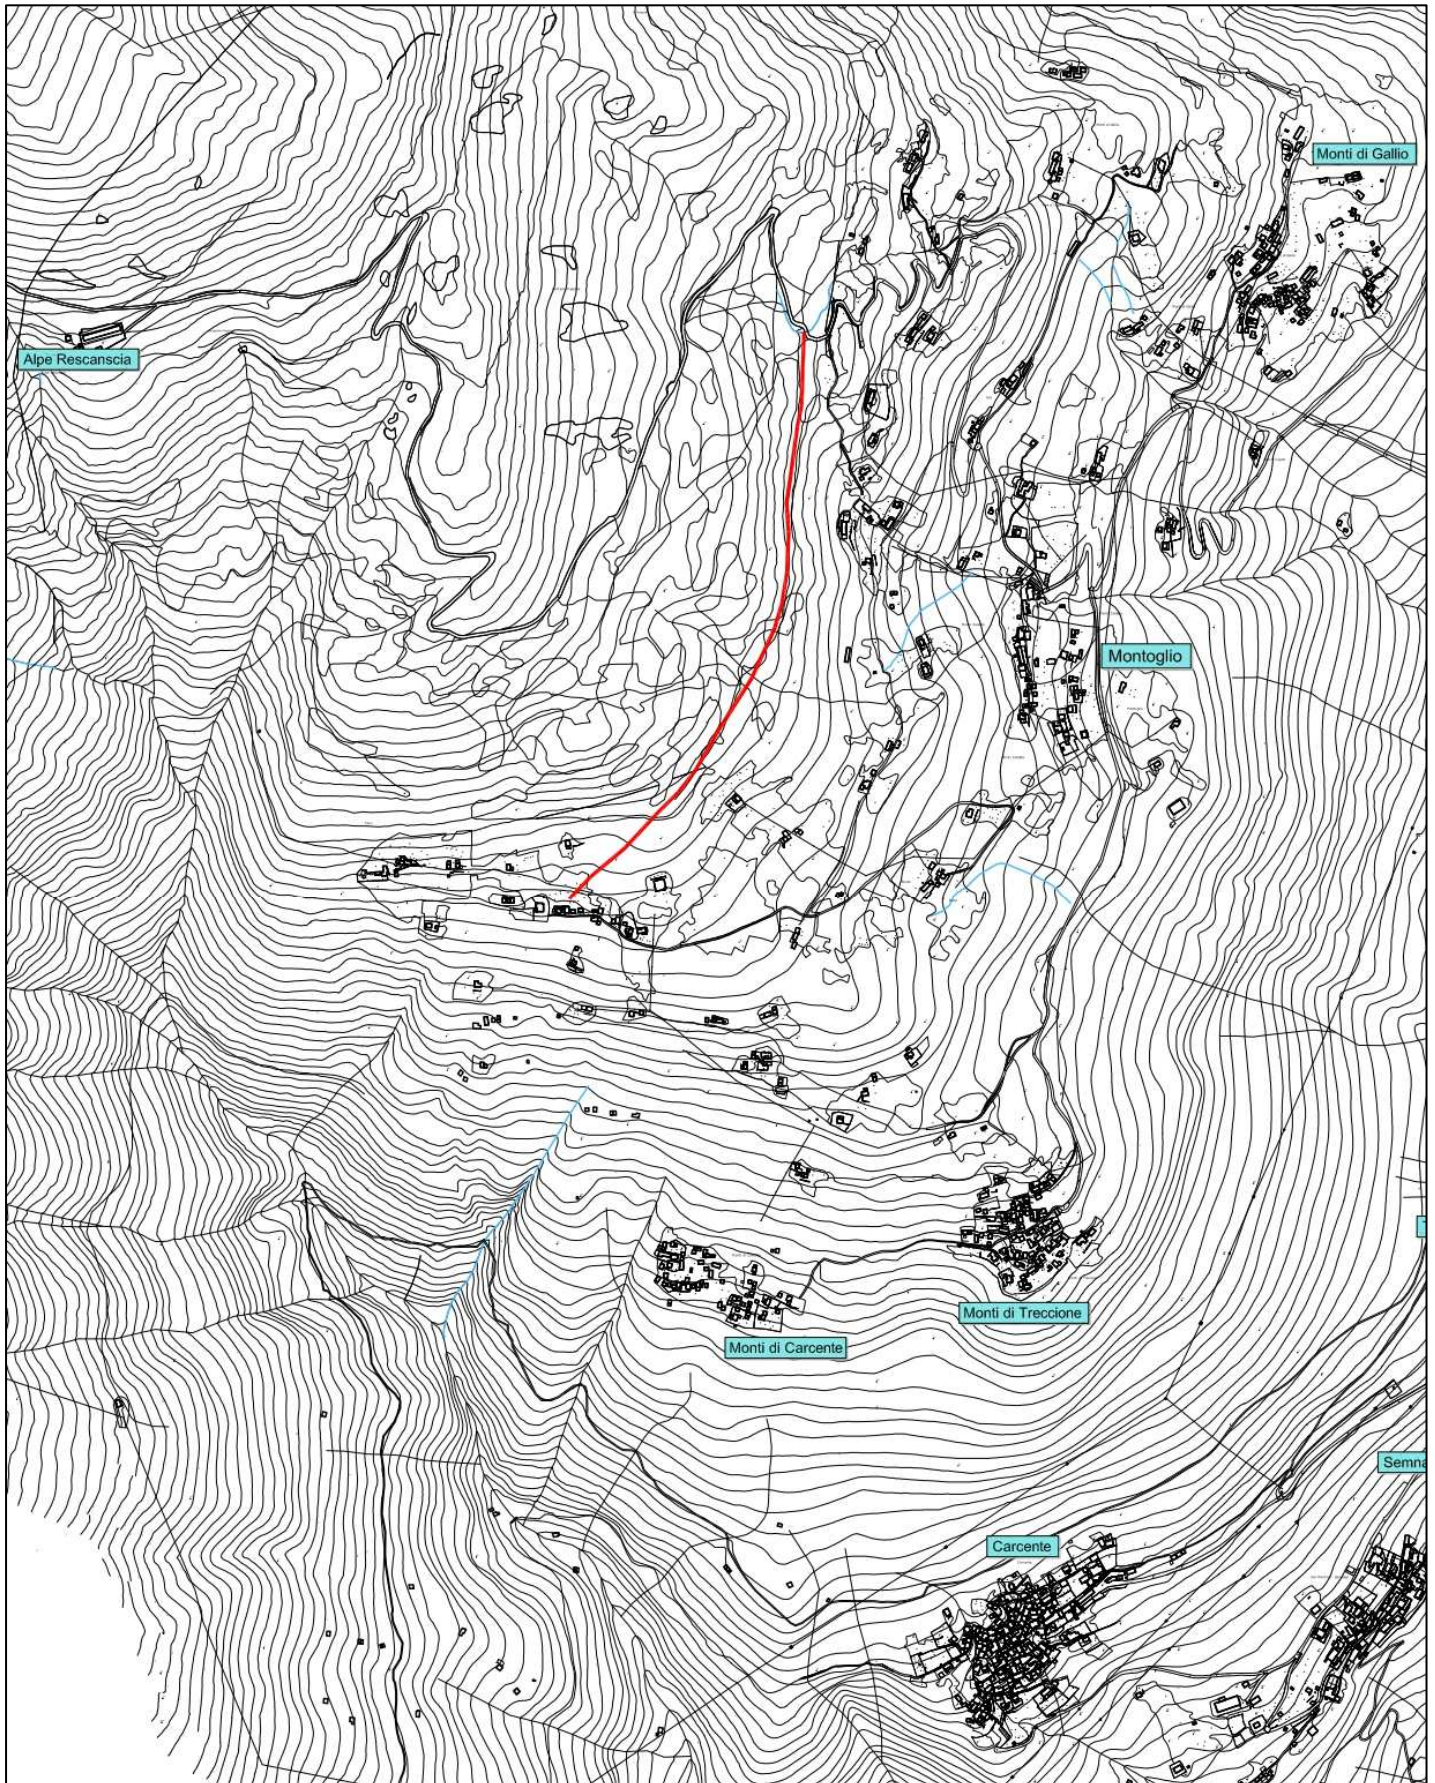 Monti di Gallio
Alpe Rescanscia
Montoglio
Monti di Treccione
Monti di Carcente
Semna
Carcente